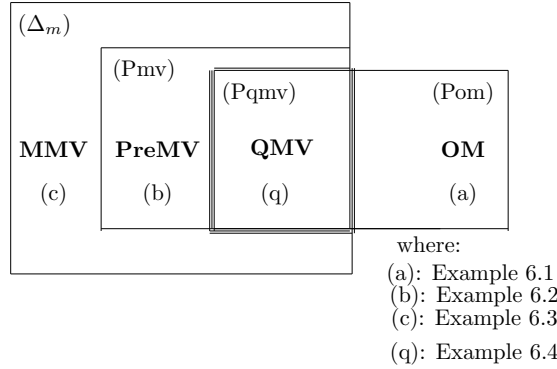 (Δ_m)
(Pmv)
(Pqmv) (Pom)
MMV PreMV QMV OM
(c) (b) (q) (a)
where:
(a): Example 6.1
(b): Example 6.2
(c): Example 6.3
(q): Example 6.4